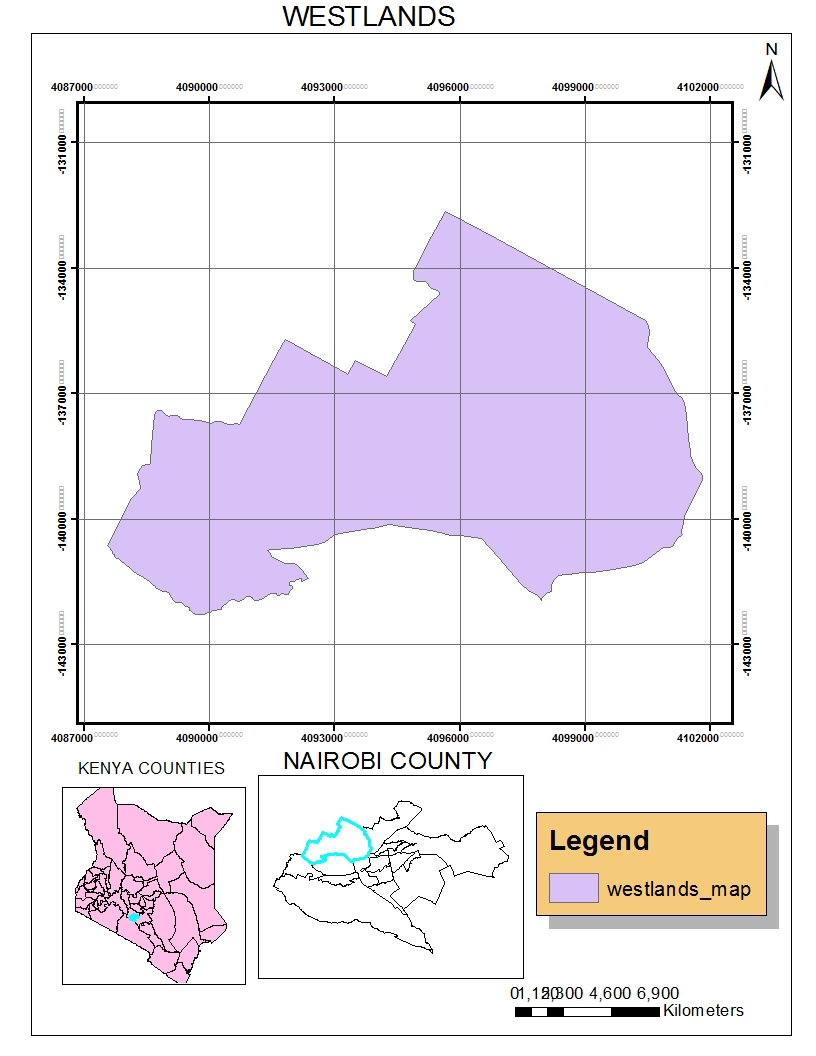 WESTLANDS
N
4087000 4090000 4093000 4096000 4099000 4102000
-131000 -131000
-134000 -134000
-137000 -137000
-140000 -140000
-143000 -143000
4087000 4090000 4093000 4096000 4099000 4102000
KENYA COUNTIES
NAIROBI COUNTY
Legend
westlands_map
4,600 6,900
Kilometers